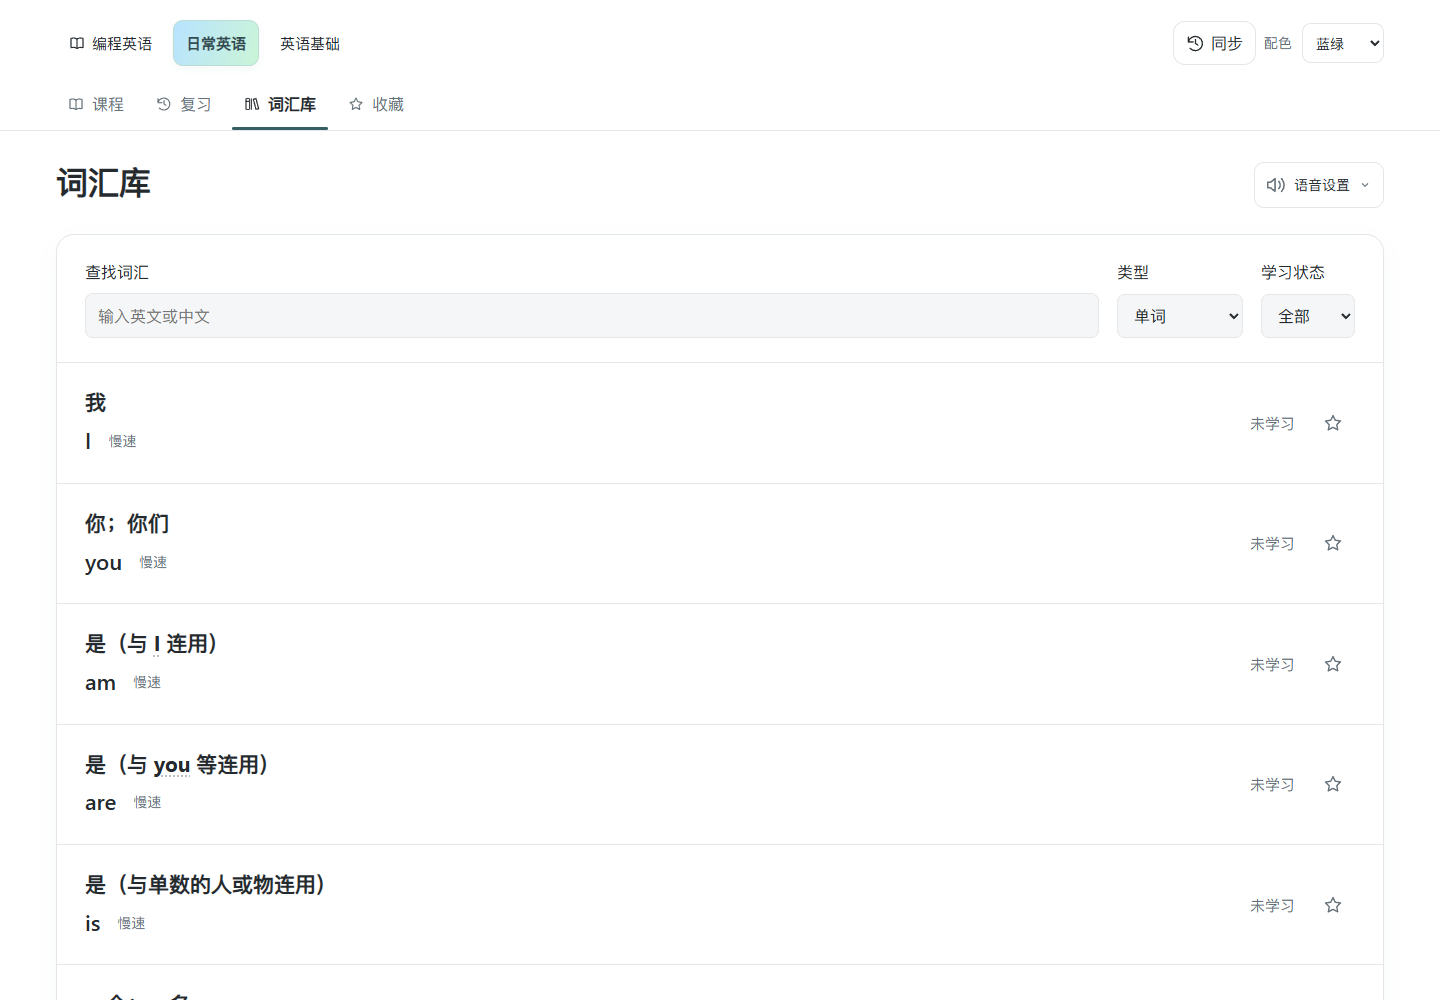 编程英语 日常英语 英语基础 同步 配色 蓝绿
课程 复习 词汇库 收藏
词汇库
语音设置
查找词汇 类型 学习状态
输入英文或中文 单词 全部
我
I 慢速
未学习
你；你们
you 慢速
未学习
是（与 I 连用）
am 慢速
未学习
是（与 you 等连用）
are 慢速
未学习
是（与单数的人或物连用）
is 慢速
未学习